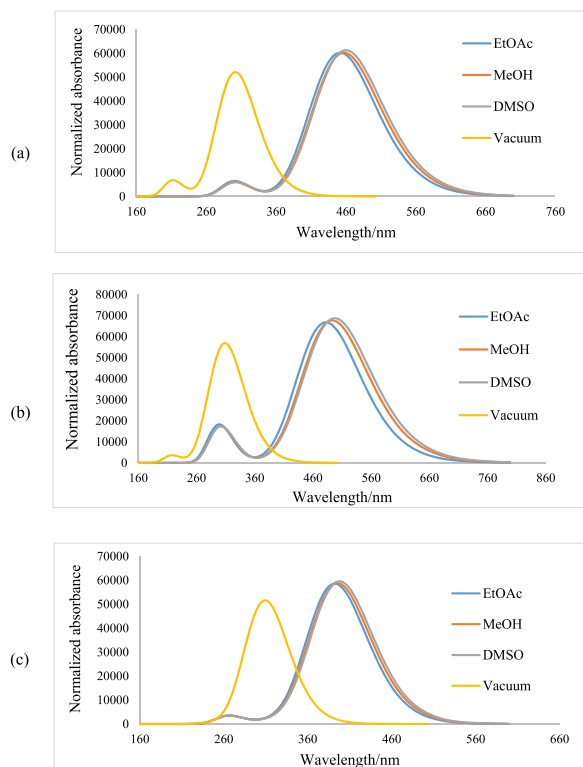 (a)
Normalized absorbance
70000
60000
50000
40000
30000
20000
10000
0
160 260 360 460 560 660 760
Wavelength/nm
EtOAc
MeOH
DMSO
Vacuum
(b)
Normalized absorbance
80000
70000
60000
50000
40000
30000
20000
10000
0
160 260 360 460 560 660 760 860
Wavelength/nm
EtOAc
MeOH
DMSO
Vacuum
(c)
Normalized absorbance
70000
60000
50000
40000
30000
20000
10000
0
160 260 360 460 560 660
Wavelength/nm
EtOAc
MeOH
DMSO
Vacuum